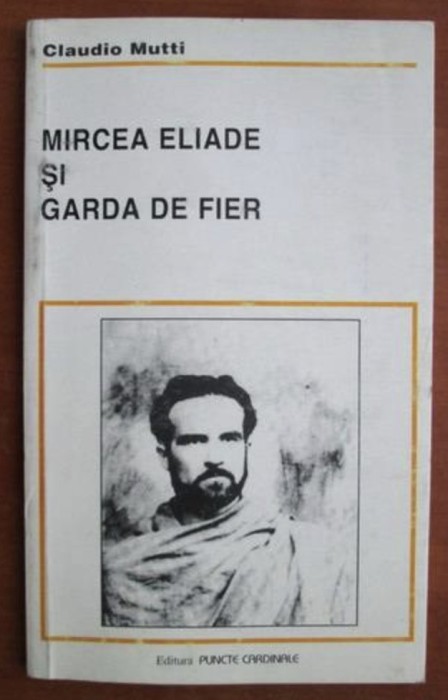 Claudio Mutti
MIRCEA ELIADE
ŞI
GARDA DE FIER
Editura PUNCTE CARDINALE